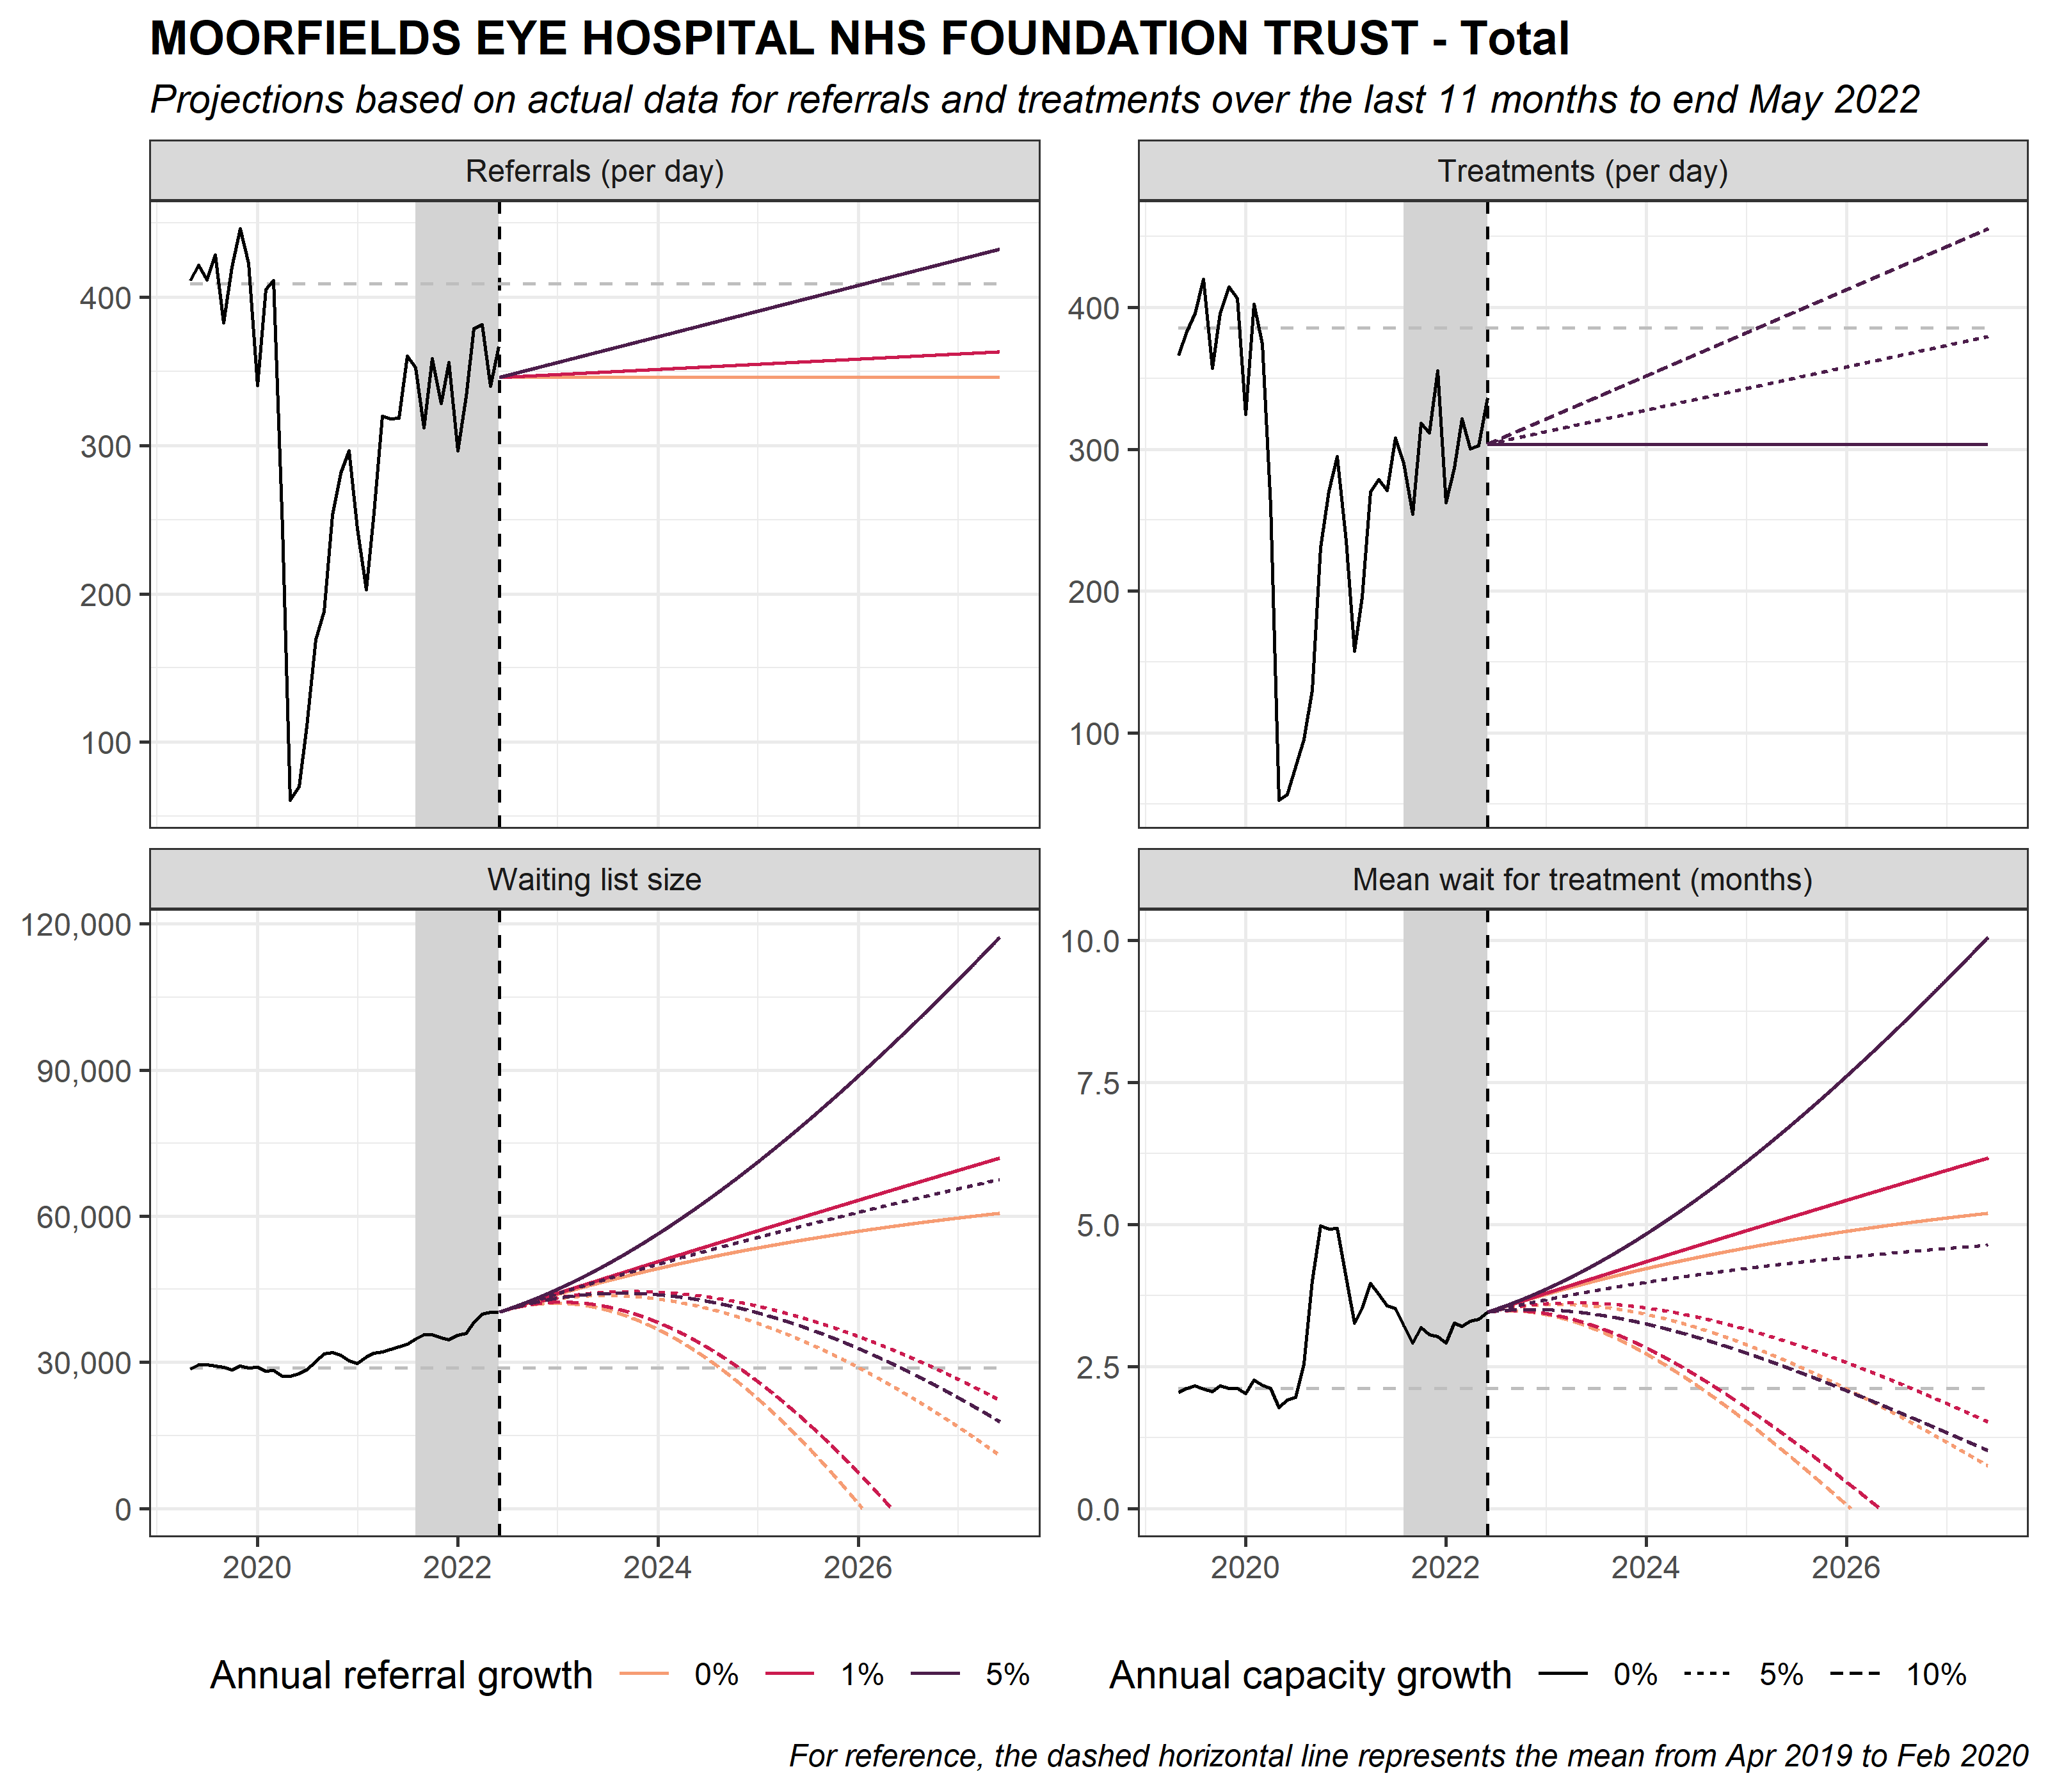 MOORFIELDS EYE HOSPITAL NHS FOUNDATION TRUST - Total
Projections based on actual data for referrals and treatments over the last 11 months to end May 2022
Referrals (per day)
400
300
200
100
Treatments (per day)
400
300
200
100
Waiting list size
120,000
90,000
60,000
30,000
0
2020 2022 2024 2026
Mean wait for treatment (months)
10.0
7.5
5.0
2.5
0.0
2020 2022 2024 2026
Annual referral growth 0% 1% 5%
Annual capacity growth 0% 5% 10%
For reference, the dashed horizontal line represents the mean from Apr 2019 to Feb 2020